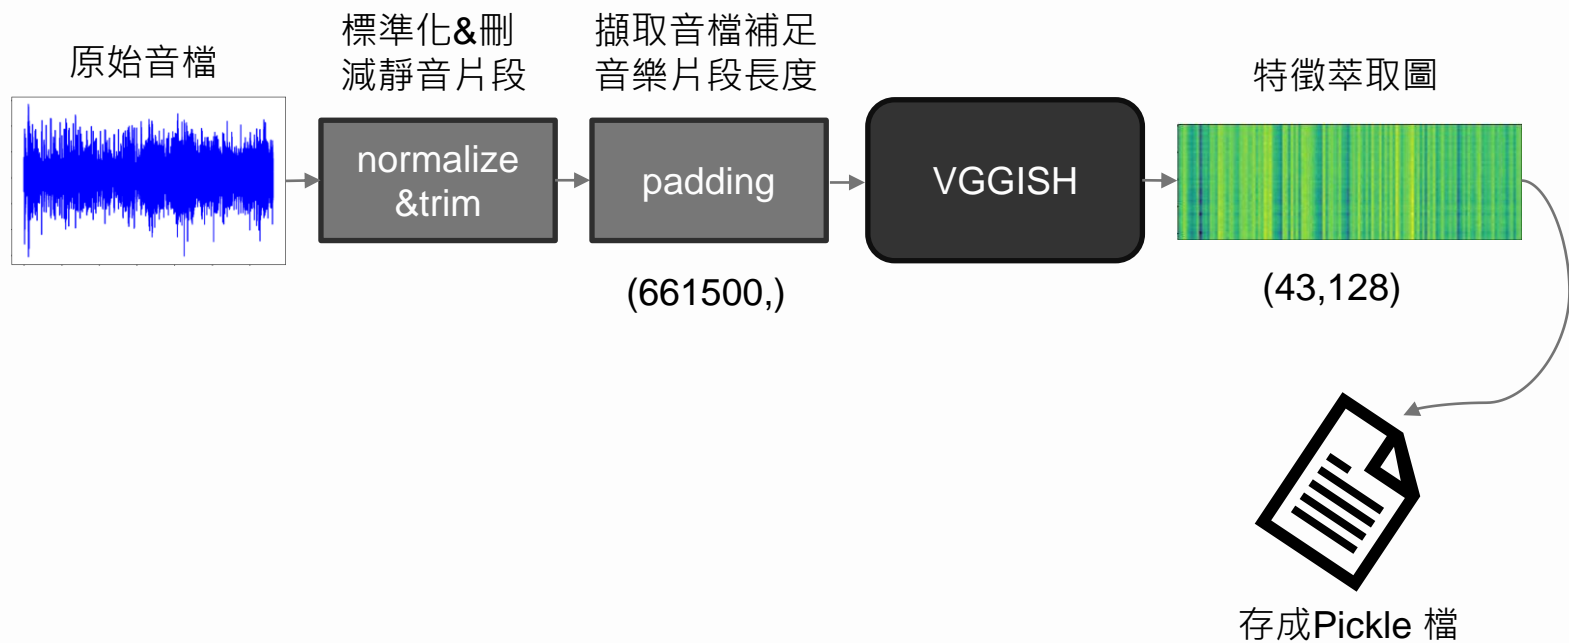 原始音檔
標準化&刪
減靜音片段
擷取音檔補足
音樂片段長度
特徵萃取圖
normalize
&trim
padding
VGGISH
(661500,)
(43,128)
存成Pickle 檔